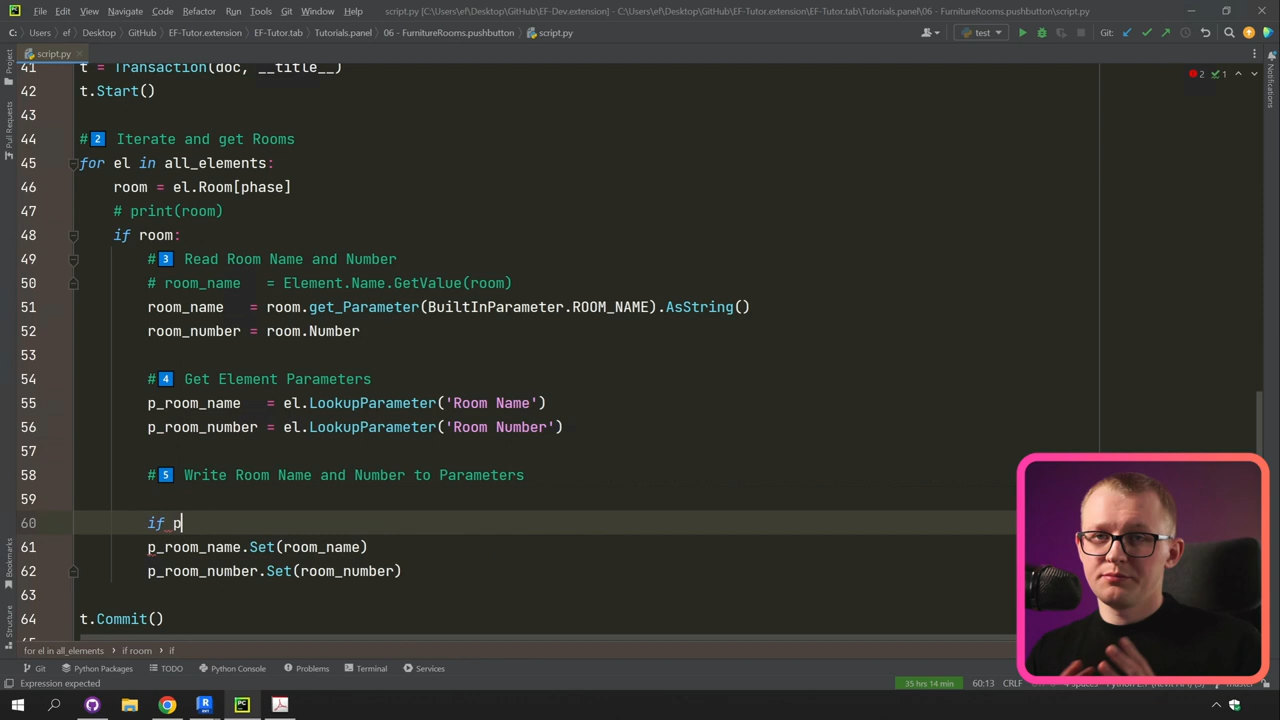 File Edit View Navigate Code Refactor Run Tools Git Window Help script.py [C:\Users\ef\Desktop\GitHub\EF-Dev.extension] - C:\Users\ef\Desktop\GitHub\EF-Tutor.extension\EF-Tutor.tab\Tutorials.panel\06 - FurnitureRooms.pushbutton\script.py
C: Users ef Desktop GitHub EF-Tutor.extension EF-Tutor.tab Tutorials.panel 06 - FurnitureRooms.pushbutton script.py test Git:
script.py
Project
Pull Requests
Bookmarks
Structure
Notifications
2 1
41 t = Transaction(doc, __title__)
42 t.Start()
43
44 #2 Iterate and get Rooms
45 for el in all_elements:
46 room = el.Room[phase]
47 # print(room)
48 if room:
49 #3 Read Room Name and Number
50 # room_name = Element.Name.GetValue(room)
51 room_name = room.get_Parameter(BuiltInParameter.ROOM_NAME).AsString()
52 room_number = room.Number
53
54 #4 Get Element Parameters
55 p_room_name = el.LookupParameter('Room Name')
56 p_room_number = el.LookupParameter('Room Number')
57
58 #5 Write Room Name and Number to Parameters
59
60 if p
61 p_room_name.Set(room_name)
62 p_room_number.Set(room_number)
63
64 t.Commit()
for el in all_elements: if room if
Git Python Packages TODO Python Console Problems Terminal Services
Expression expected 35 hrs 14 min 60:13 CRLF